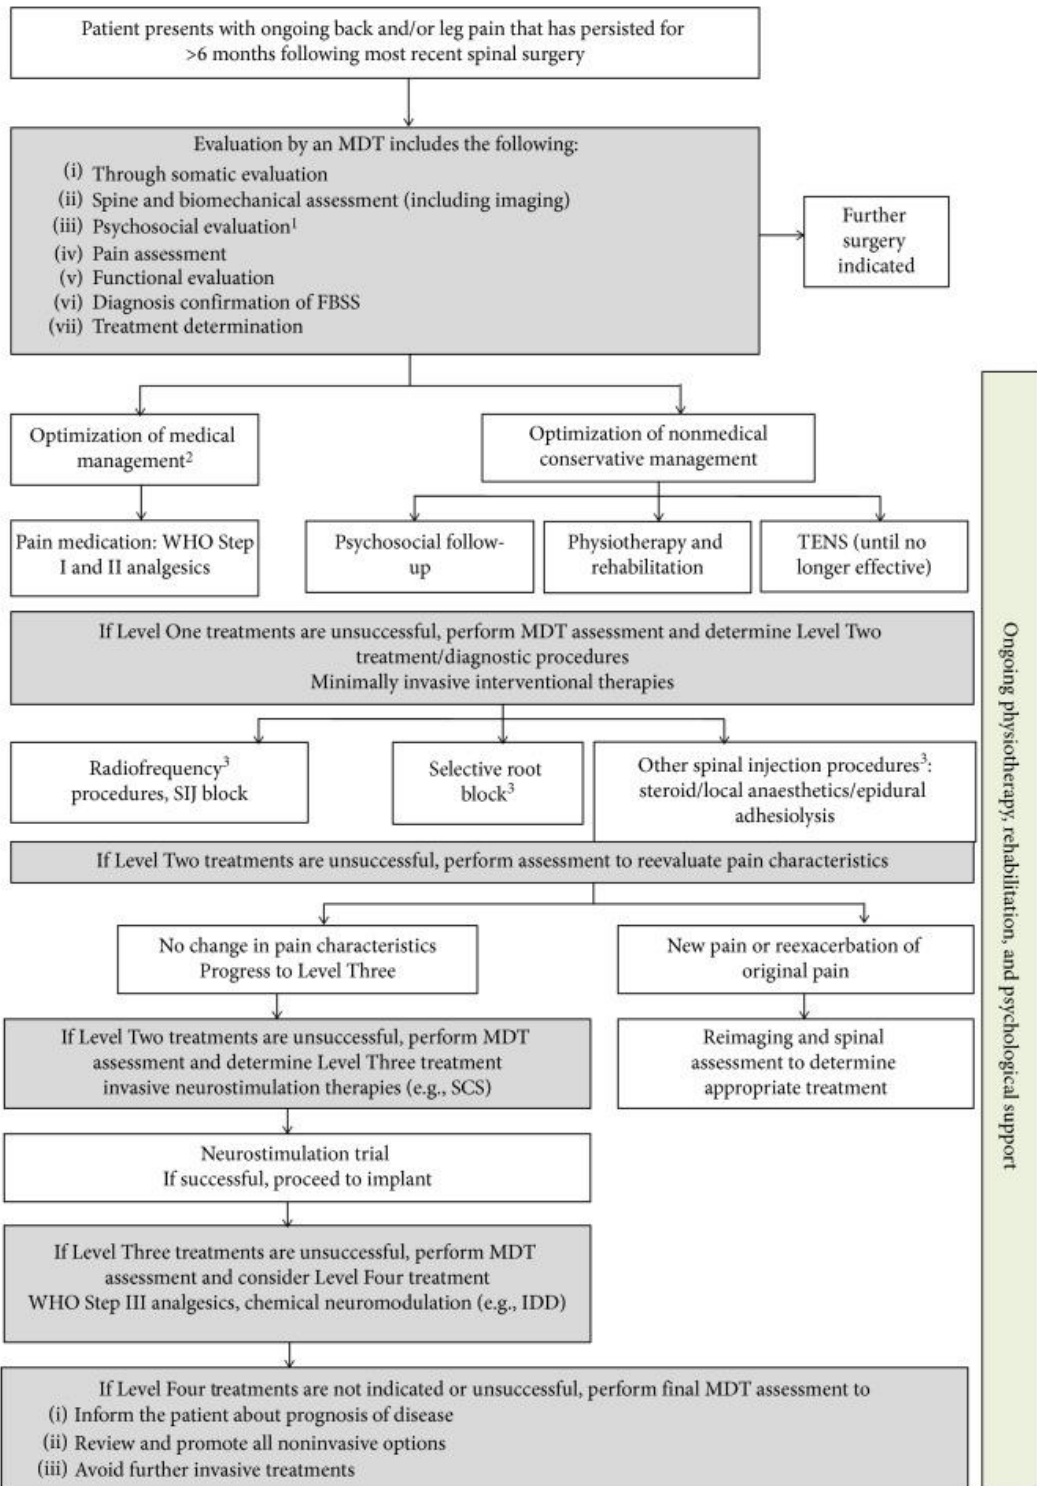 Patient presents with ongoing back and/or leg pain that has persisted for
>6 months following most recent spinal surgery
Evaluation by an MDT includes the following:
(i) Through somatic evaluation
(ii) Spine and biomechanical assessment (including imaging)
(iii) Psychosocial evaluation¹
(iv) Pain assessment
(v) Functional evaluation
(vi) Diagnosis confirmation of FBSS
(vii) Treatment determination
Further
surgery
indicated
Optimization of medical
management²
Optimization of nonmedical
conservative management
Pain medication: WHO Step
I and II analgesics
Psychosocial follow-
up
Physiotherapy and
rehabilitation
TENS (until no
longer effective)
If Level One treatments are unsuccessful, perform MDT assessment and determine Level Two
treatment/diagnostic procedures
Minimally invasive interventional therapies
Radiofrequency³
procedures, SIJ block
Selective root
block³
Other spinal injection procedures³:
steroid/local anaesthetics/epidural
adhesiolysis
If Level Two treatments are unsuccessful, perform assessment to reevaluate pain characteristics
No change in pain characteristics
Progress to Level Three
New pain or reexacerbation of
original pain
If Level Two treatments are unsuccessful, perform MDT
assessment and determine Level Three treatment
invasive neurostimulation therapies (e.g., SCS)
Reimaging and spinal
assessment to determine
appropriate treatment
Neurostimulation trial
If successful, proceed to implant
If Level Three treatments are unsuccessful, perform MDT
assessment and consider Level Four treatment
WHO Step III analgesics, chemical neuromodulation (e.g., IDD)
If Level Four treatments are not indicated or unsuccessful, perform final MDT assessment to
(i) Inform the patient about prognosis of disease
(ii) Review and promote all noninvasive options
(iii) Avoid further invasive treatments
Ongoing physiotherapy, rehabilitation, and psychological support